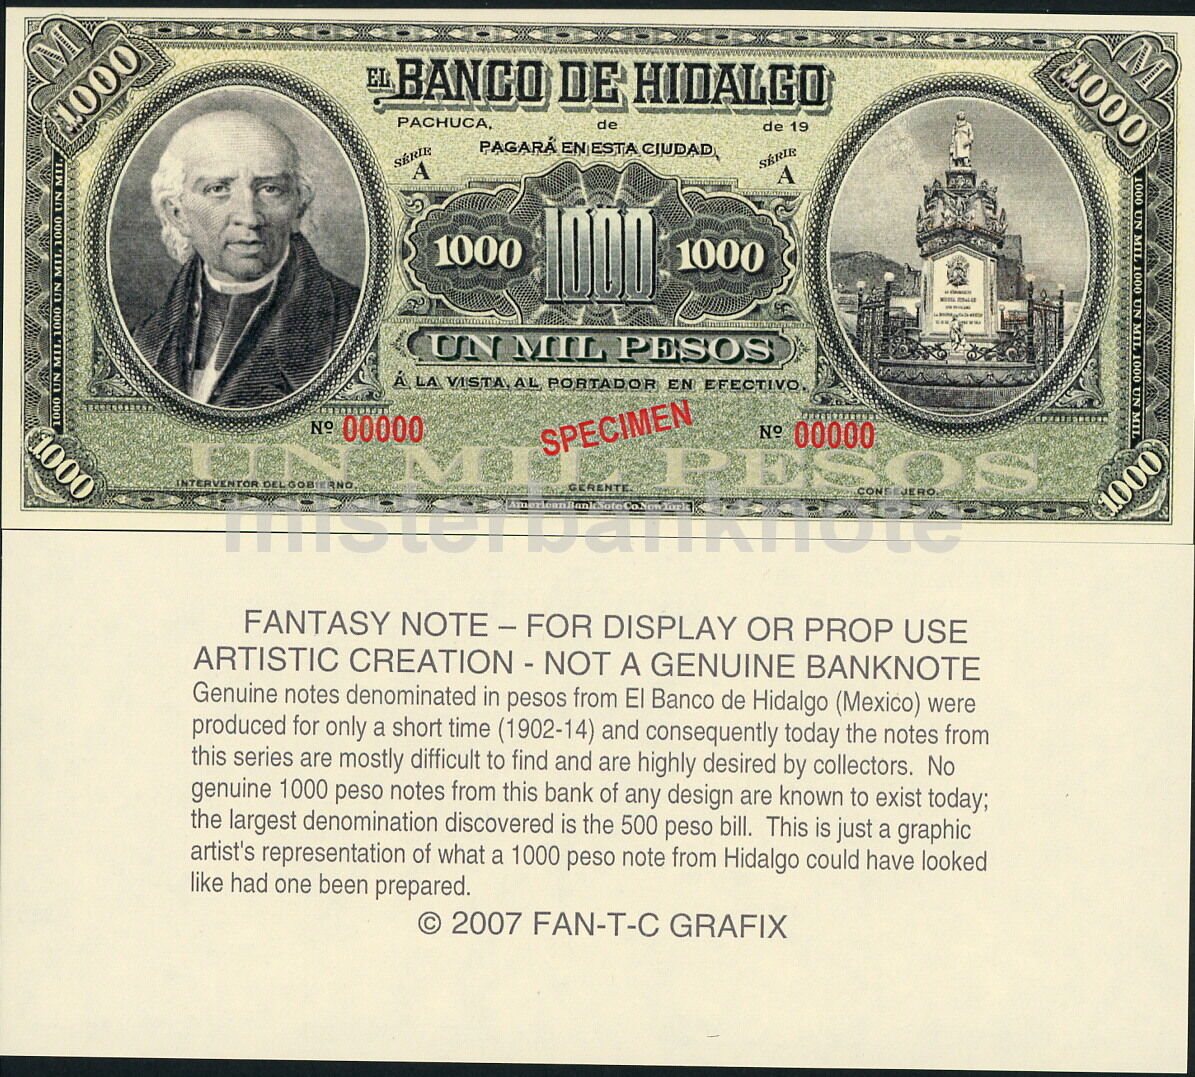 M
1000
M
1000
EL BANCO DE HIDALGO
PACHUCA, de de 19
PAGARÁ EN ESTA CIUDAD,
SÉRIE A
SÉRIE A
1000 1000 1000
UN MIL PESOS
Á LA VISTA, AL PORTADOR EN EFECTIVO.
Nº 00000
SPECIMEN
Nº 00000
UN MIL PESOS
INTERVENTOR DEL GOBIERNO.
GERENTE.
CONSEJERO.
1000
1000
1000 UN MIL 1000 UN MIL 1000 UN MIL
1000 UN MIL 1000 UN MIL 1000 UN MIL
American Bank Note Co. New York
MIGUEL HIDALGO
misterbanknote
FANTASY NOTE – FOR DISPLAY OR PROP USE
ARTISTIC CREATION - NOT A GENUINE BANKNOTE
Genuine notes denominated in pesos from El Banco de Hidalgo (Mexico) were
produced for only a short time (1902-14) and consequently today the notes from
this series are mostly difficult to find and are highly desired by collectors. No
genuine 1000 peso notes from this bank of any design are known to exist today;
the largest denomination discovered is the 500 peso bill. This is just a graphic
artist's representation of what a 1000 peso note from Hidalgo could have looked
like had one been prepared.
© 2007 FAN-T-C GRAFIX